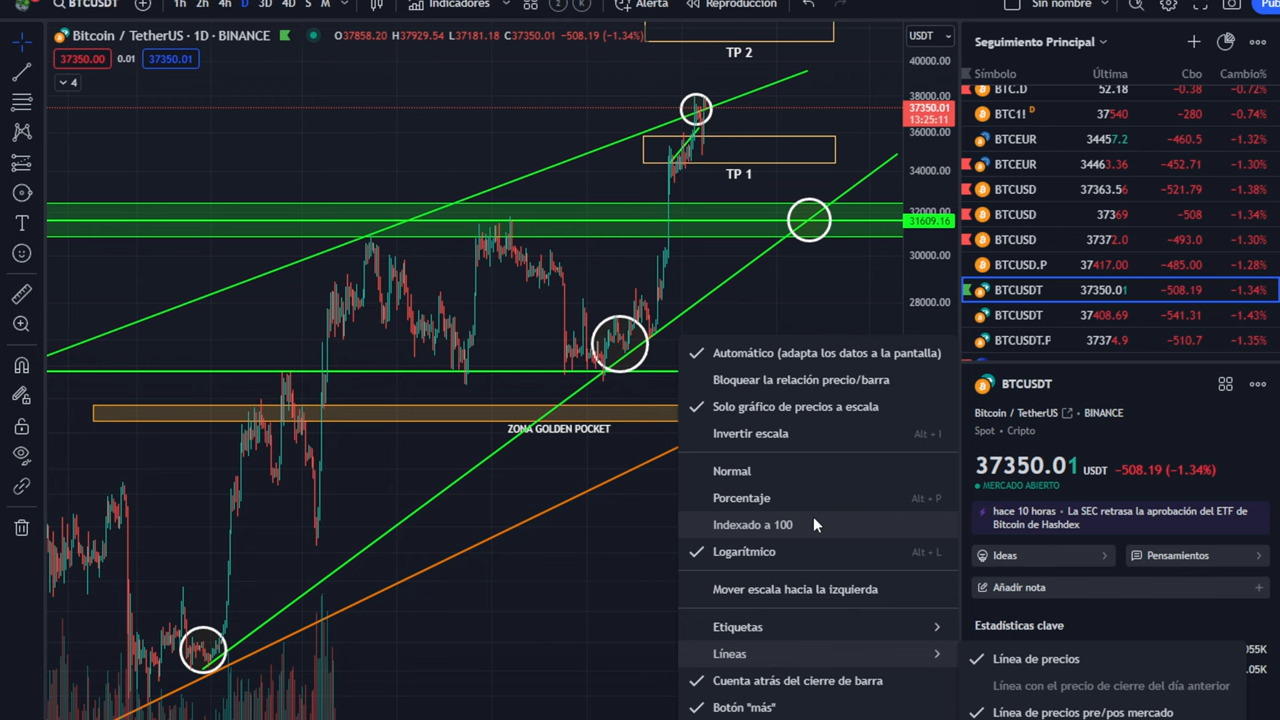 BTCUSDT
1h 2h 4h D 3D 4D S M
Indicadores
Alerta
Reproducción
Sin nombre
Bitcoin / TetherUS · 1D · BINANCE
O37858.20 H37929.54 L37181.18 C37350.01 -508.19 (-1.34%)
37350.00 0.01 37350.01
4
USDT
TP 2
40000.00
38000.00
37350.01
13:25:11
36000.00
34000.00
TP 1
32000.00
31609.16
30000.00
28000.00
ZONA GOLDEN POCKET
Automático (adapta los datos a la pantalla)
Bloquear la relación precio/barra
Solo gráfico de precios a escala
Invertir escala Alt + I
Normal
Porcentaje Alt + P
Indexado a 100
Logarítmico Alt + L
Mover escala hacia la izquierda
Etiquetas
Líneas
Cuenta atrás del cierre de barra
Botón "más"
Seguimiento Principal
Símbolo Última Cbo Cambio%
BTC.D 52.18 -0.38 -0.72%
BTC1! D 37540 -280 -0.74%
BTCEUR 34457.2 -460.5 -1.32%
BTCEUR 34463.36 -452.71 -1.30%
BTCUSD 37363.56 -521.79 -1.38%
BTCUSD 37369 -508 -1.34%
BTCUSD 37372.0 -493.0 -1.30%
BTCUSD.P 37417.00 -485.00 -1.28%
BTCUSDT 37350.01 -508.19 -1.34%
BTCUSDT 37408.69 -541.31 -1.43%
BTCUSDT.P 37374.9 -510.7 -1.35%
BTCUSDT
Bitcoin / TetherUS · BINANCE
Spot · Cripto
37350.01 USDT -508.19 (-1.34%)
MERCADO ABIERTO
hace 10 horas · La SEC retrasa la aprobación del ETF de
Bitcoin de Hashdex
Ideas
Pensamientos
Añadir nota
Estadísticas clave
055K
.05K
Línea de precios
Línea con el precio de cierre del día anterior
Línea de precios pre/pos mercado